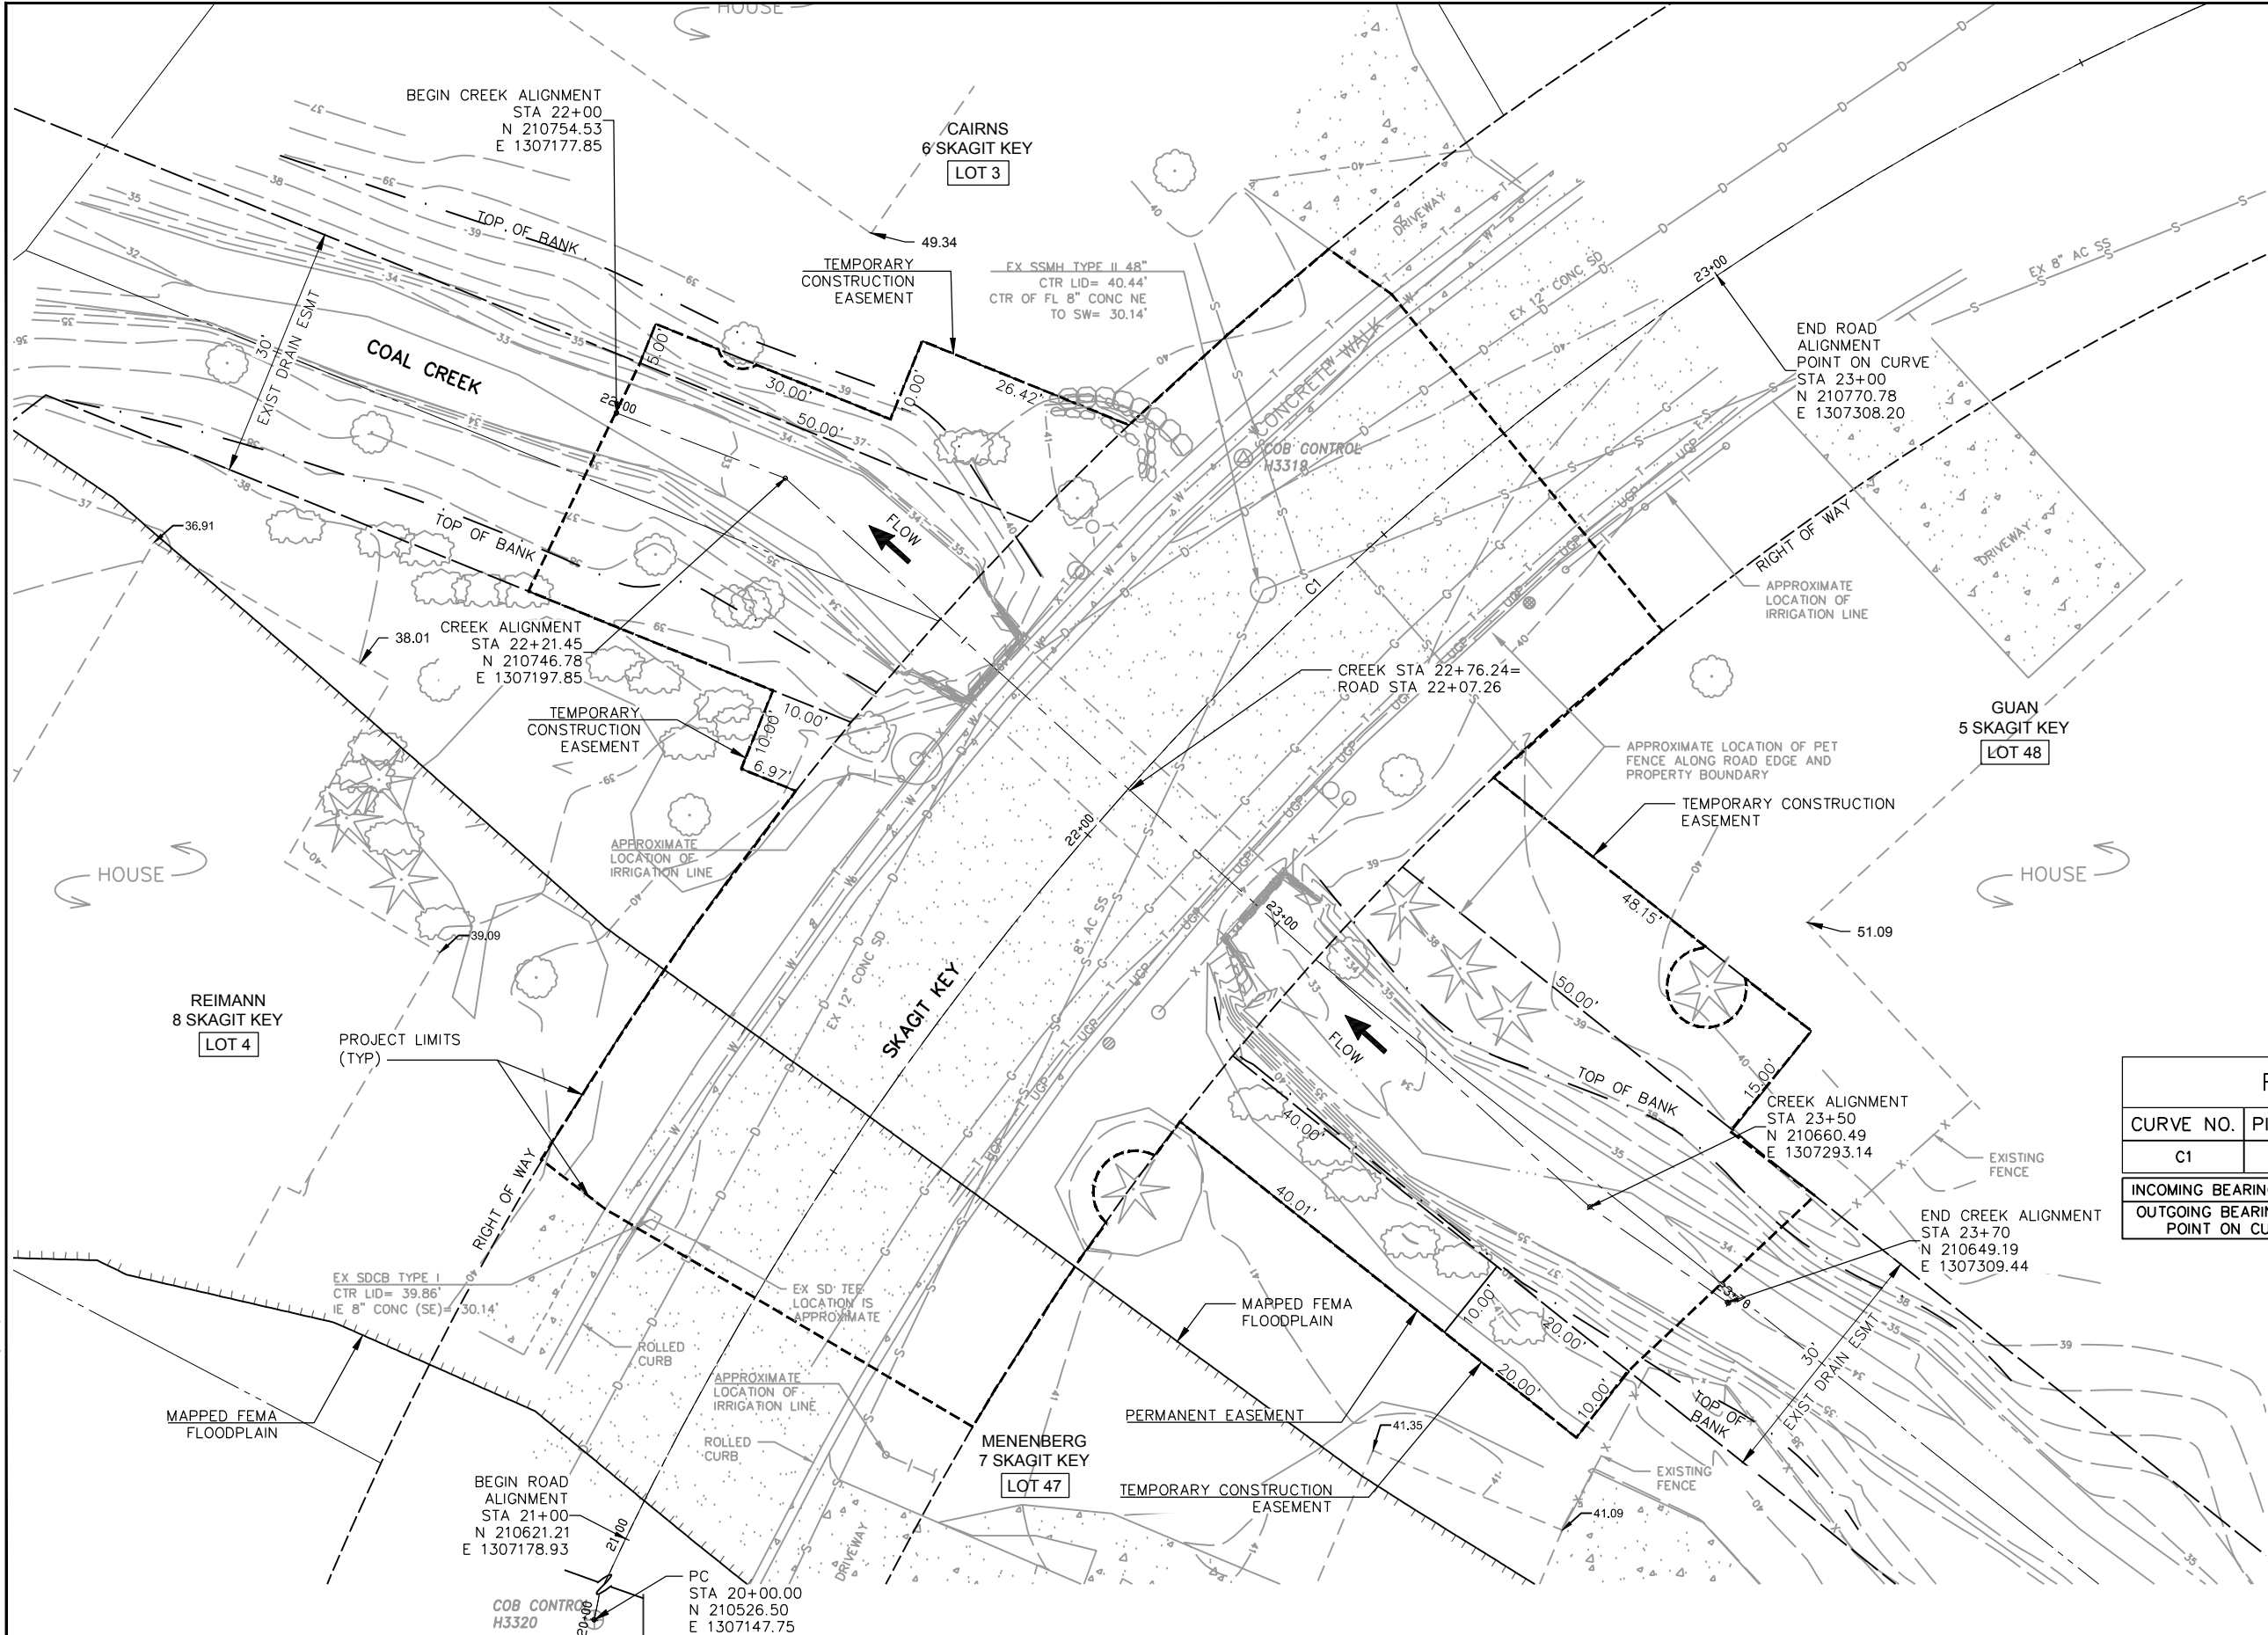 HOUSE
BEGIN CREEK ALIGNMENT
STA 22+00
N 210754.53
E 1307177.85
CAIRNS
6 SKAGIT KEY
LOT 3
49.34
TEMPORARY
CONSTRUCTION
EASEMENT
EX SSMH TYPE II 48"
CTR LID= 40.44'
CTR OF FL 8" CONC NE
TO SW= 30.14'
TOP OF BANK
30'
EXIST DRAIN ESMT
COAL CREEK
22+00
5.00'
30.00'
50.00'
10.00'
26.42'
CONCRETE WALK
DRIVEWAY
EX 12" CONC SD
23+00
EX 8" AC SS
END ROAD
ALIGNMENT
POINT ON CURVE
STA 23+00
N 210770.78
E 1307308.20
COB CONTROL
H3319
FLOW
TOP OF BANK
36.91
38.01
CREEK ALIGNMENT
STA 22+21.45
N 210746.78
E 1307197.85
TEMPORARY
CONSTRUCTION
EASEMENT
10.00'
10.00'
6.97'
C1
RIGHT OF WAY
DRIVEWAY
APPROXIMATE
LOCATION OF
IRRIGATION LINE
CREEK STA 22+76.24=
ROAD STA 22+07.26
GUAN
5 SKAGIT KEY
LOT 48
APPROXIMATE LOCATION OF PET
FENCE ALONG ROAD EDGE AND
PROPERTY BOUNDARY
TEMPORARY CONSTRUCTION
EASEMENT
APPROXIMATE
LOCATION OF
IRRIGATION LINE
22+00
HOUSE
HOUSE
39.09
48.15'
51.09
23+00
8" AC SS
EX 12" CONC SD
SKAGIT KEY
REIMANN
8 SKAGIT KEY
LOT 4
PROJECT LIMITS
(TYP)
50.00'
FLOW
TOP OF BANK
15.00'
40.00'
CREEK ALIGNMENT
STA 23+50
N 210660.49
E 1307293.14
EXISTING
FENCE
CURVE NO.
C1
INCOMING BEARIN
OUTGOING BEARIN
POINT ON CU
RIGHT OF WAY
40.01'
END CREEK ALIGNMENT
STA 23+70
N 210649.19
E 1307309.44
23+70
EX SDCB TYPE I
CTR LID= 39.86'
IE 8" CONC (SE)= 30.14'
EX SD TEE
LOCATION IS
APPROXIMATE
MAPPED FEMA
FLOODPLAIN
10.00'
20.00'
20.00'
10.00'
30'
EXIST DRAIN ESMT
TOP OF
BANK
ROLLED
CURB
APPROXIMATE
LOCATION OF
IRRIGATION LINE
MAPPED FEMA
FLOODPLAIN
PERMANENT EASEMENT
41.35
ROLLED
CURB
MENENBERG
7 SKAGIT KEY
LOT 47
EXISTING
FENCE
TEMPORARY CONSTRUCTION
EASEMENT
41.09
BEGIN ROAD
ALIGNMENT
STA 21+00
N 210621.21
E 1307178.93
21+00
DRIVEWAY
PC
STA 20+00.00
N 210526.50
E 1307147.75
COB CONTROL
H3320
20+00